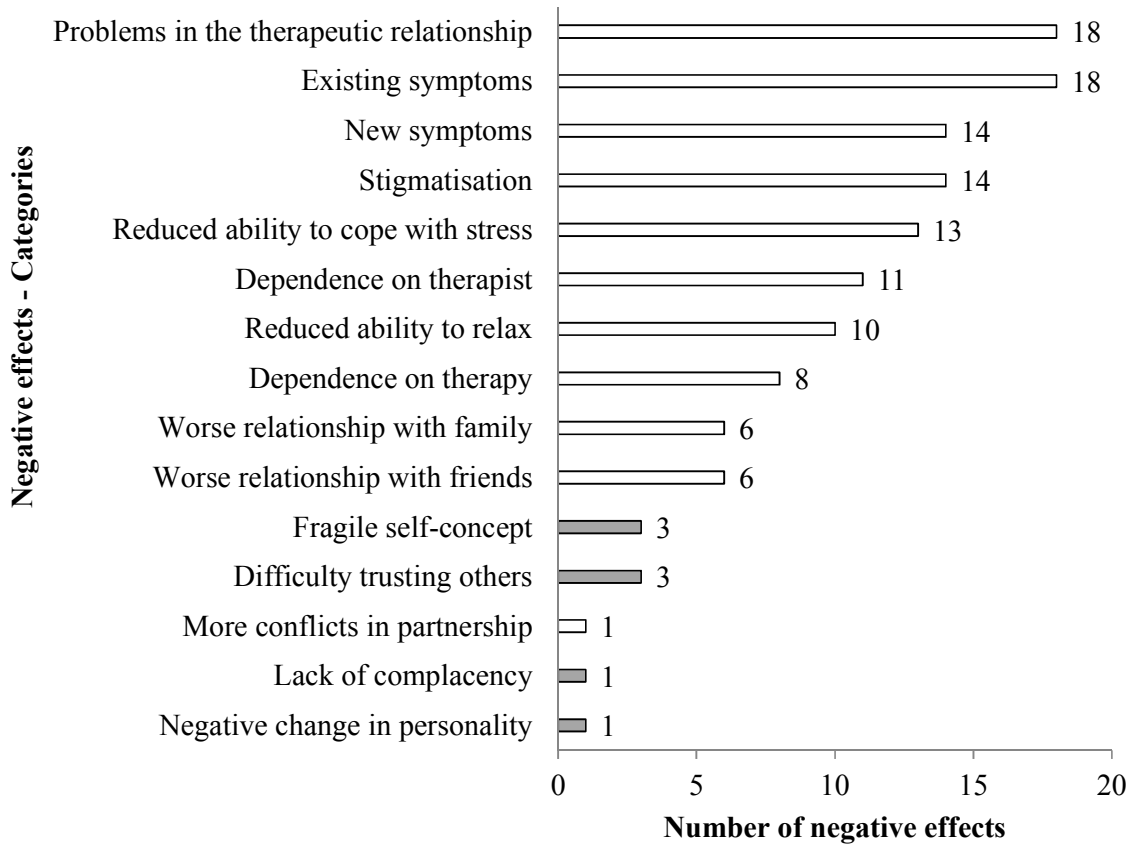 Negative effects - Categories
Problems in the therapeutic relationship 18
Existing symptoms 18
New symptoms 14
Stigmatisation 14
Reduced ability to cope with stress 13
Dependence on therapist 11
Reduced ability to relax 10
Dependence on therapy 8
Worse relationship with family 6
Worse relationship with friends 6
Fragile self-concept 3
Difficulty trusting others 3
More conflicts in partnership 1
Lack of complacency 1
Negative change in personality 1
0 5 10 15 20
Number of negative effects